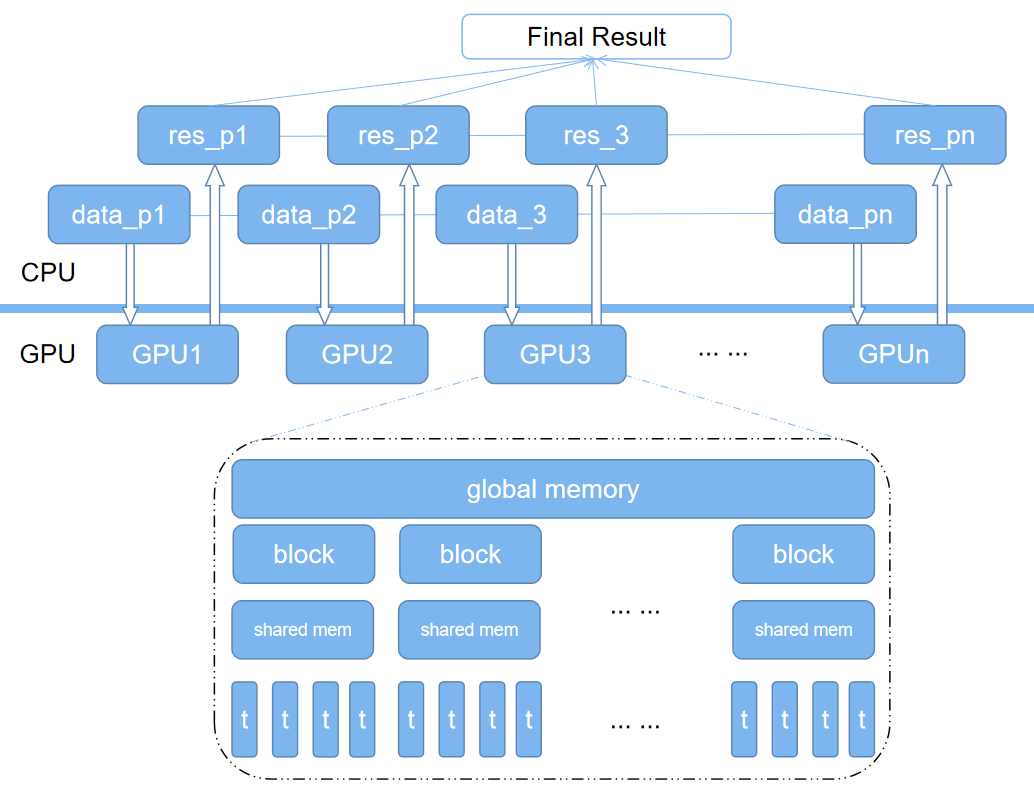 Final Result
res_p1 res_p2 res_3 res_pn
data_p1 data_p2 data_3 data_pn
CPU
GPU GPU1 GPU2 GPU3 ... ... GPUn
global memory
block block block
... ...
shared mem shared mem shared mem
t t t t t t t t ... ... t t t t